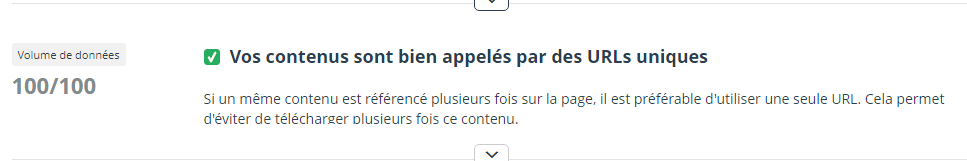 Volume de données
100/100
Vos contenus sont bien appelés par des URLs uniques
Si un même contenu est référencé plusieurs fois sur la page, il est préférable d'utiliser une seule URL. Cela permet
d'éviter de télécharger plusieurs fois ce contenu.